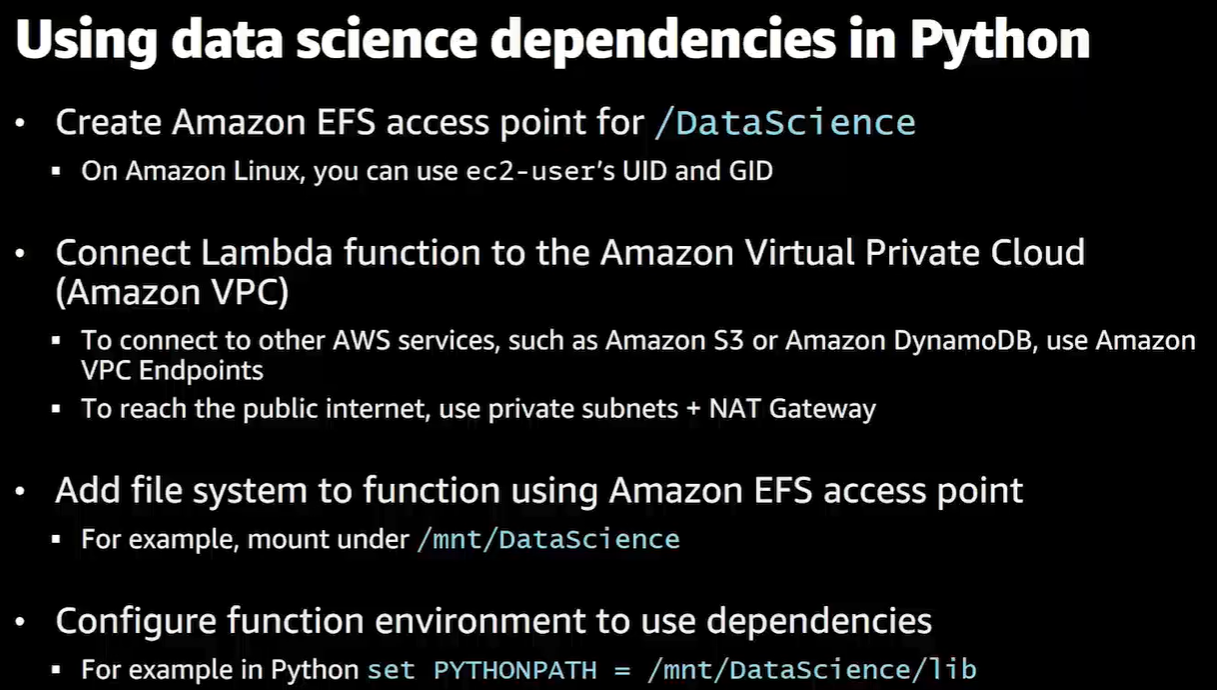 Using data science dependencies in Python
• Create Amazon EFS access point for /DataScience
▪ On Amazon Linux, you can use ec2-user's UID and GID
• Connect Lambda function to the Amazon Virtual Private Cloud
(Amazon VPC)
▪ To connect to other AWS services, such as Amazon S3 or Amazon DynamoDB, use Amazon
VPC Endpoints
▪ To reach the public internet, use private subnets + NAT Gateway
• Add file system to function using Amazon EFS access point
▪ For example, mount under /mnt/DataScience
• Configure function environment to use dependencies
▪ For example in Python set PYTHONPATH = /mnt/DataScience/lib